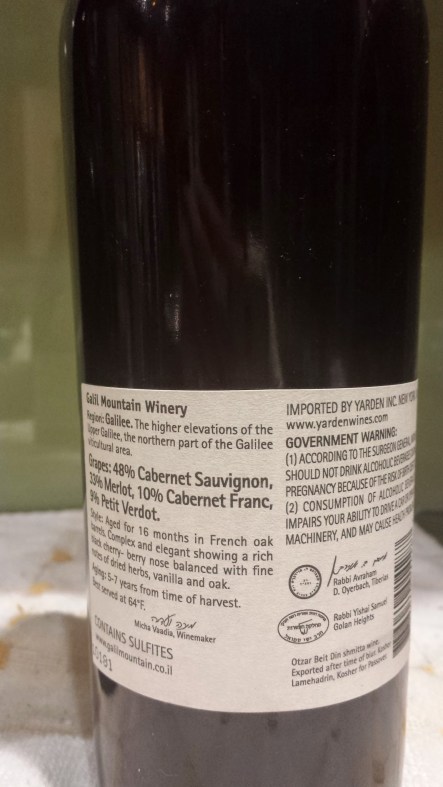 Galil Mountain Winery
Region: Galilee. The higher elevations of the
Upper Galilee, the northern part of the Galilee
viticultural area.
Grapes: 48% Cabernet Sauvignon,
33% Merlot, 10% Cabernet Franc,
9% Petit Verdot.
Style: Aged for 16 months in French oak
barrels. Complex and elegant showing a rich
black cherry- berry nose balanced with fine
notes of dried herbs, vanilla and oak.
Aging: 5-7 years from time of harvest.
Best served at 64°F.
Micha Vaadia, Winemaker
CONTAINS SULFITES
www.galilmountain.co.il
IMPORTED BY YARDEN INC. NEW YORK
www.yardenwines.com
GOVERNMENT WARNING:
(1) ACCORDING TO THE SURGEON GENERAL,
SHOULD NOT DRINK ALCOHOLIC BEVERAGES
PREGNANCY BECAUSE OF THE RISK OF BIRTH
(2) CONSUMPTION OF ALCOHOLIC
IMPAIRS YOUR ABILITY TO DRIVE A CAR OR
MACHINERY, AND MAY CAUSE HEALTH
Rabbi Avraham
D. Oyerbach, Tiberias
Rabbi Yishai Samuel
Golan Heights
Otzar Beit Din shmitta wine.
Exported after time of biur. Kosher
Lamehadrin, Kosher for Passover